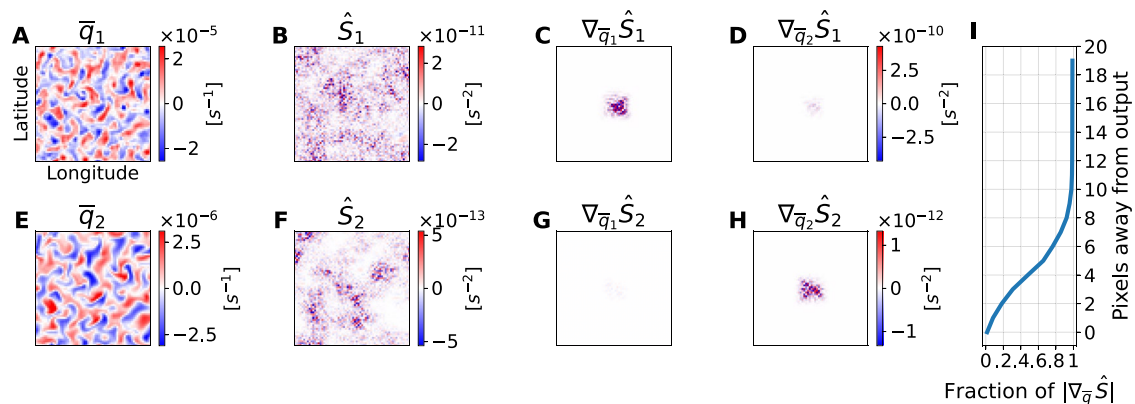 A q̅₁ ×10⁻⁵
B Ŝ₁ ×10⁻¹¹
C ∇q̅₁Ŝ₁
D ∇q̅₂Ŝ₁ ×10⁻¹⁰
I
Latitude
Longitude
2
0
−2
[s⁻¹]
2
0
−2
[s⁻²]
2.5
0.0
−2.5
[s⁻²]
E q̅₂ ×10⁻⁶
F Ŝ₂ ×10⁻¹³
G ∇q̅₁Ŝ₂
H ∇q̅₂Ŝ₂ ×10⁻¹²
2.5
0.0
−2.5
[s⁻¹]
5
0
−5
[s⁻²]
1
0
−1
[s⁻²]
20
18
16
14
12
10
8
6
4
2
0
Pixels away from output
0 .2 .4 .6 .8 1
Fraction of |∇q̅Ŝ|